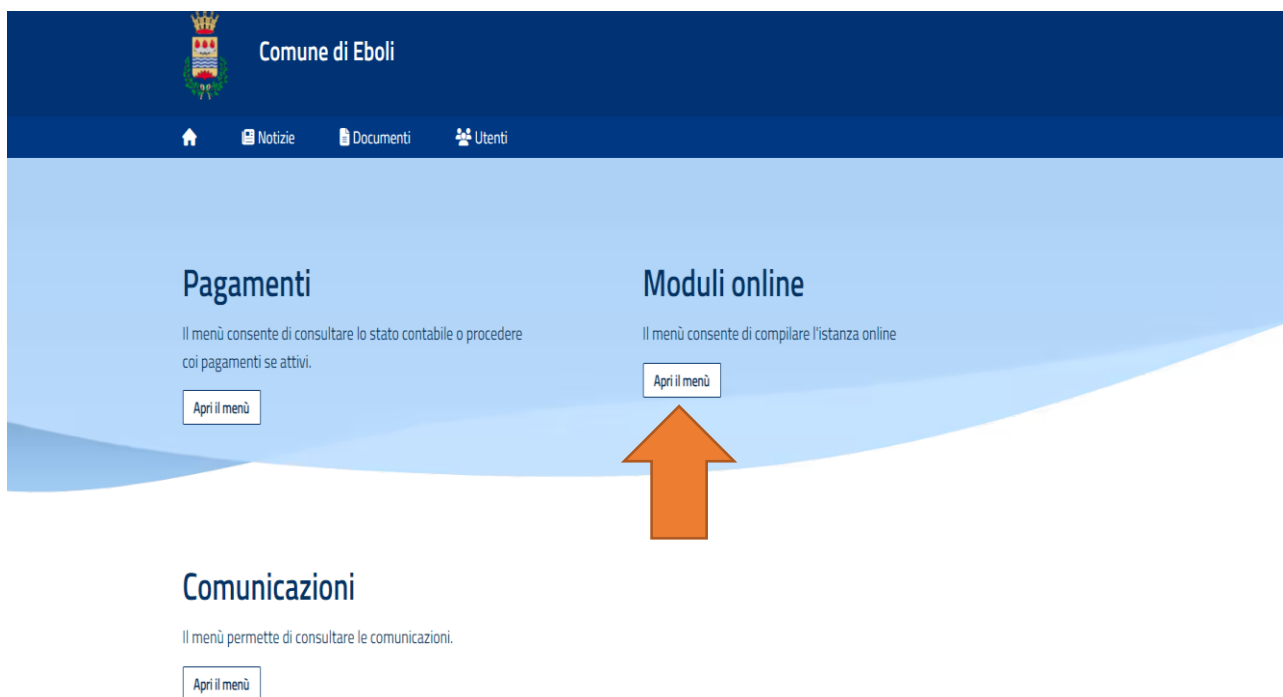 Comune di Eboli
Notizie Documenti Utenti
Pagamenti
Il menù consente di consultare lo stato contabile o procedere
coi pagamenti se attivi.
Apri il menù
Moduli online
Il menù consente di compilare l'istanza online
Apri il menù
Comunicazioni
Il menù permette di consultare le comunicazioni.
Apri il menù